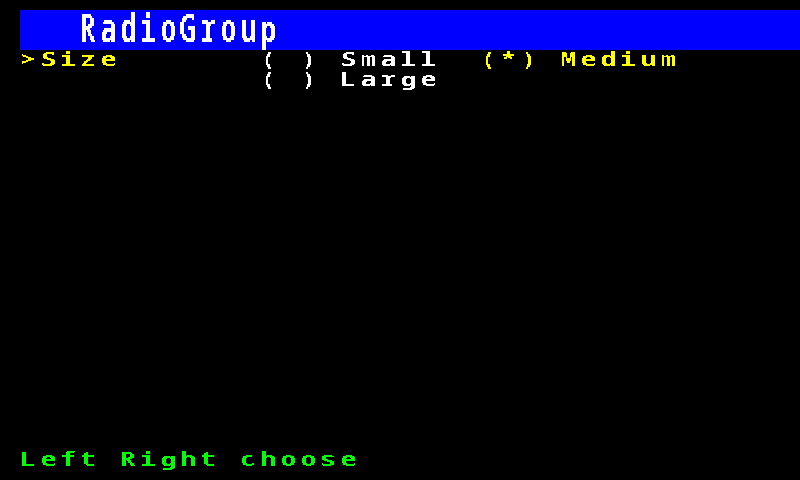 RadioGroup
>Size ( ) Small (*) Medium
( ) Large
Left Right choose